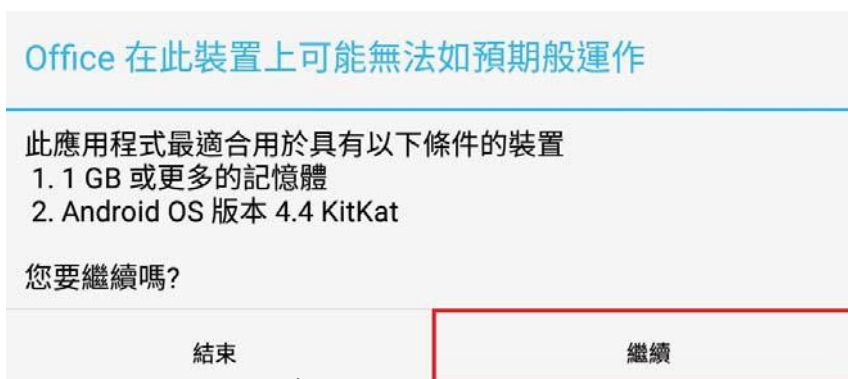 Office 在此裝置上可能無法如預期般運作
此應用程式最適合用於具有以下條件的裝置
1. 1 GB 或更多的記憶體
2. Android OS 版本 4.4 KitKat
您要繼續嗎?
結束
繼續